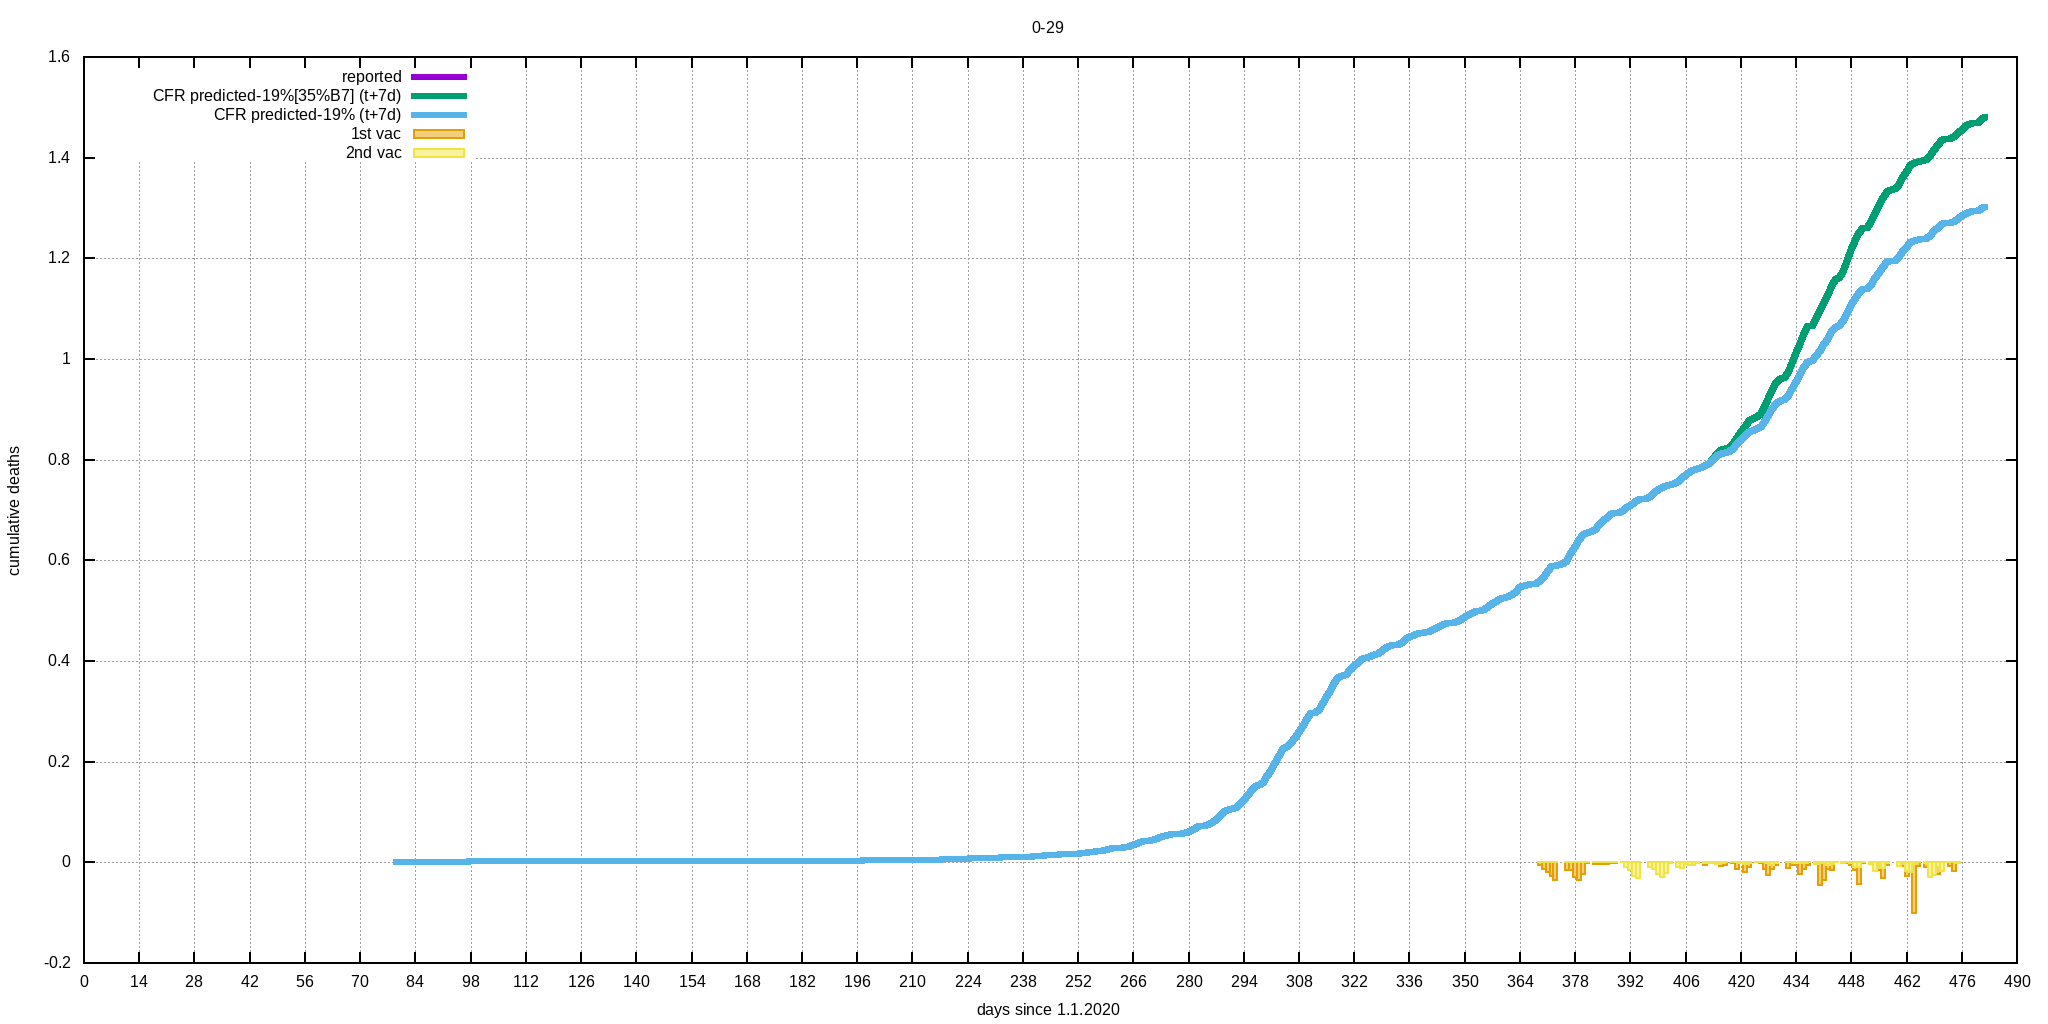 0-29
reported
CFR predicted-19%[35%B7] (t+7d)
CFR predicted-19% (t+7d)
1st vac
2nd vac
1.6
1.4
1.2
1
0.8
0.6
0.4
0.2
0
-0.2
cumulative deaths
0 14 28 42 56 70 84 98 112 126 140 154 168 182 196 210 224 238 252 266 280 294 308 322 336 350 364 378 392 406 420 434 448 462 476 490
days since 1.1.2020